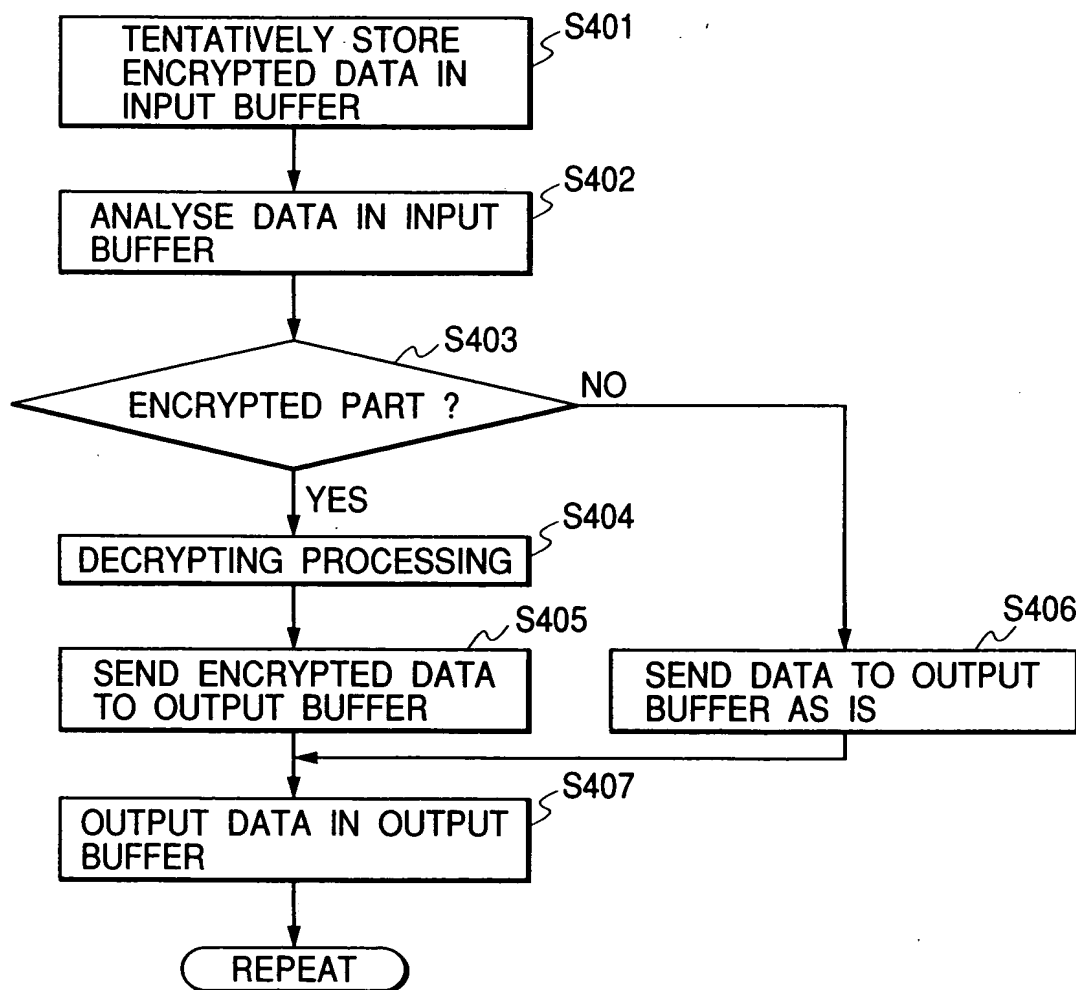 TENTATIVELY STORE
ENCRYPTED DATA IN
INPUT BUFFER
S401
ANALYSE DATA IN INPUT
BUFFER
S402
ENCRYPTED PART ?
S403
NO
YES
DECRYPTING PROCESSING
S404
SEND ENCRYPTED DATA
TO OUTPUT BUFFER
S405
SEND DATA TO OUTPUT
BUFFER AS IS
S406
OUTPUT DATA IN OUTPUT
BUFFER
S407
REPEAT